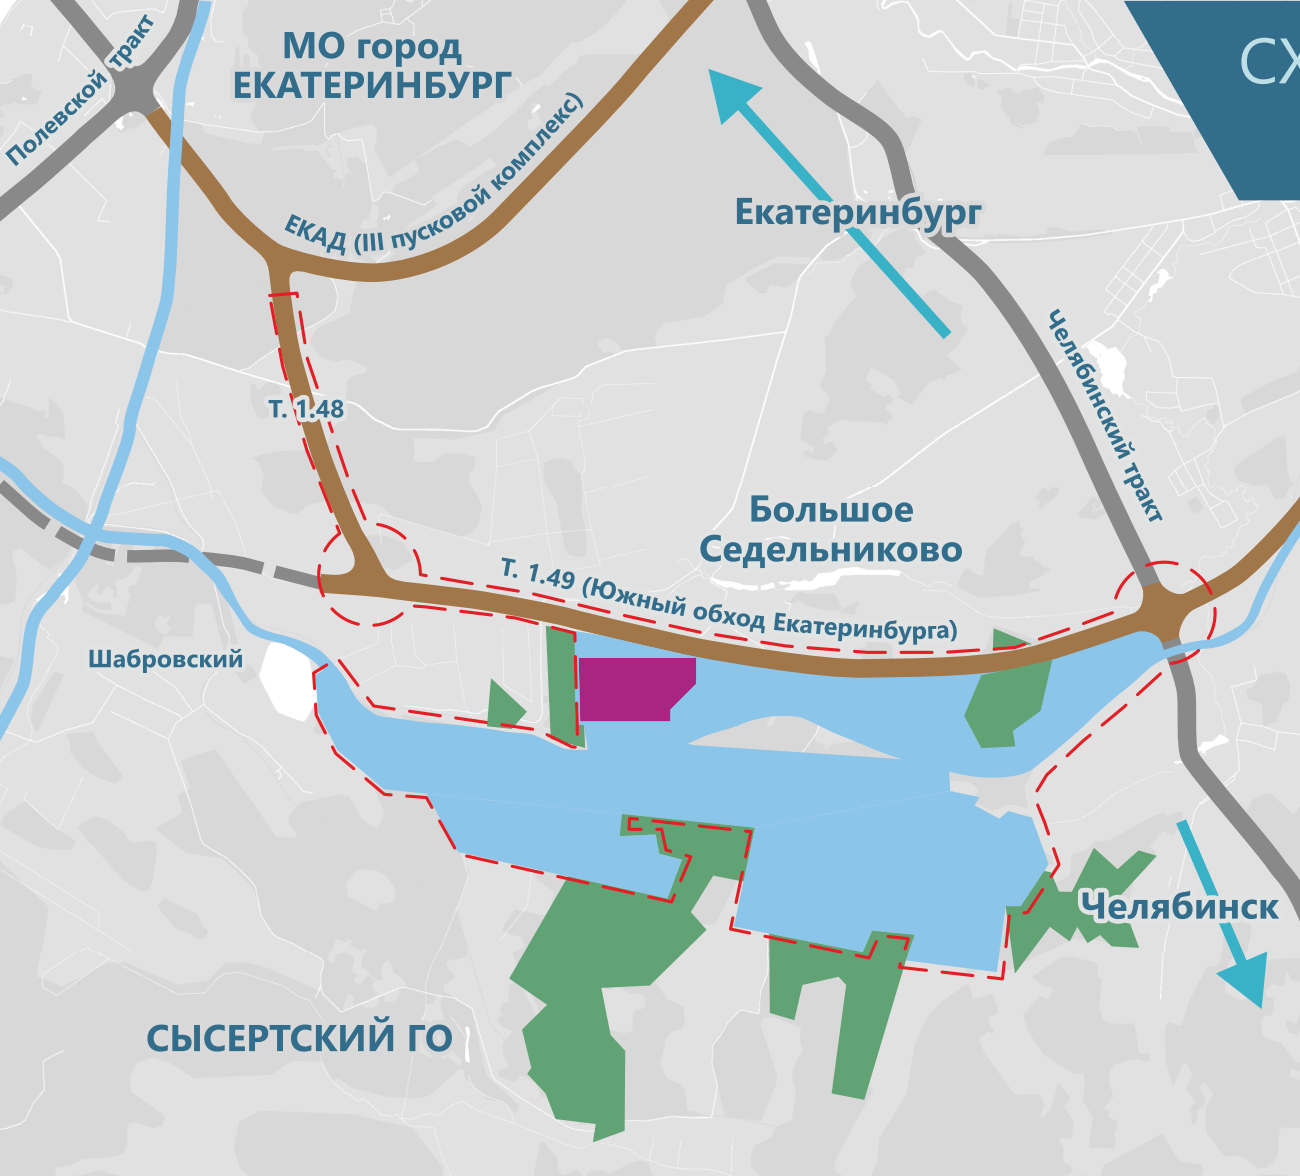 МО город
ЕКАТЕРИНБУРГ
СХ
Полевской тракт
ЕКАД (III пусковой комплекс)
Екатеринбург
Челябинский тракт
Т. 1.48
Большое
Седельниково
Т. 1.49 (Южный обход Екатеринбурга)
Шабровский
Челябинск
СЫСЕРТСКИЙ ГО